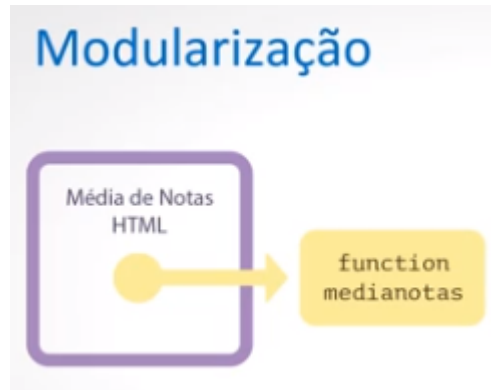 Modularização
Média de Notas
HTML
function
medianotas